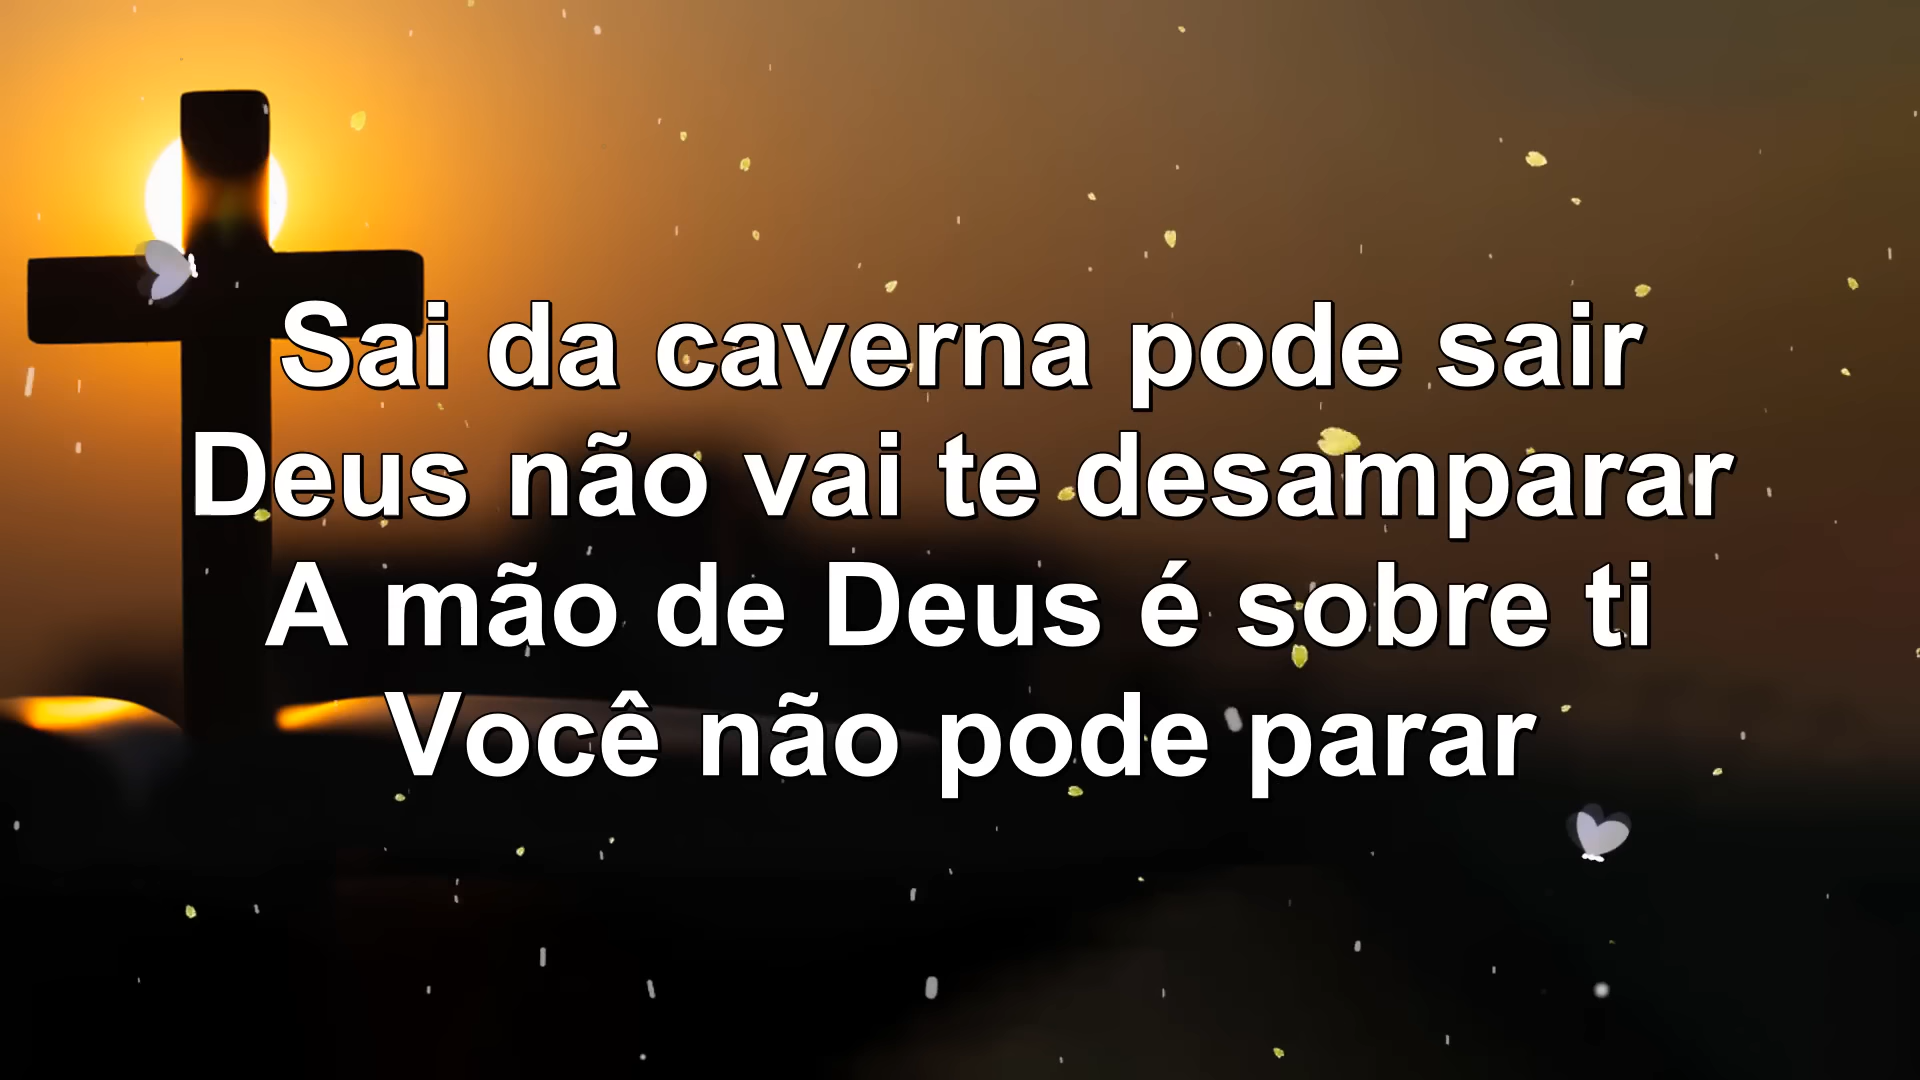 Sai da caverna pode sair
Deus não vai te desamparar
A mão de Deus é sobre ti
Você não pode parar